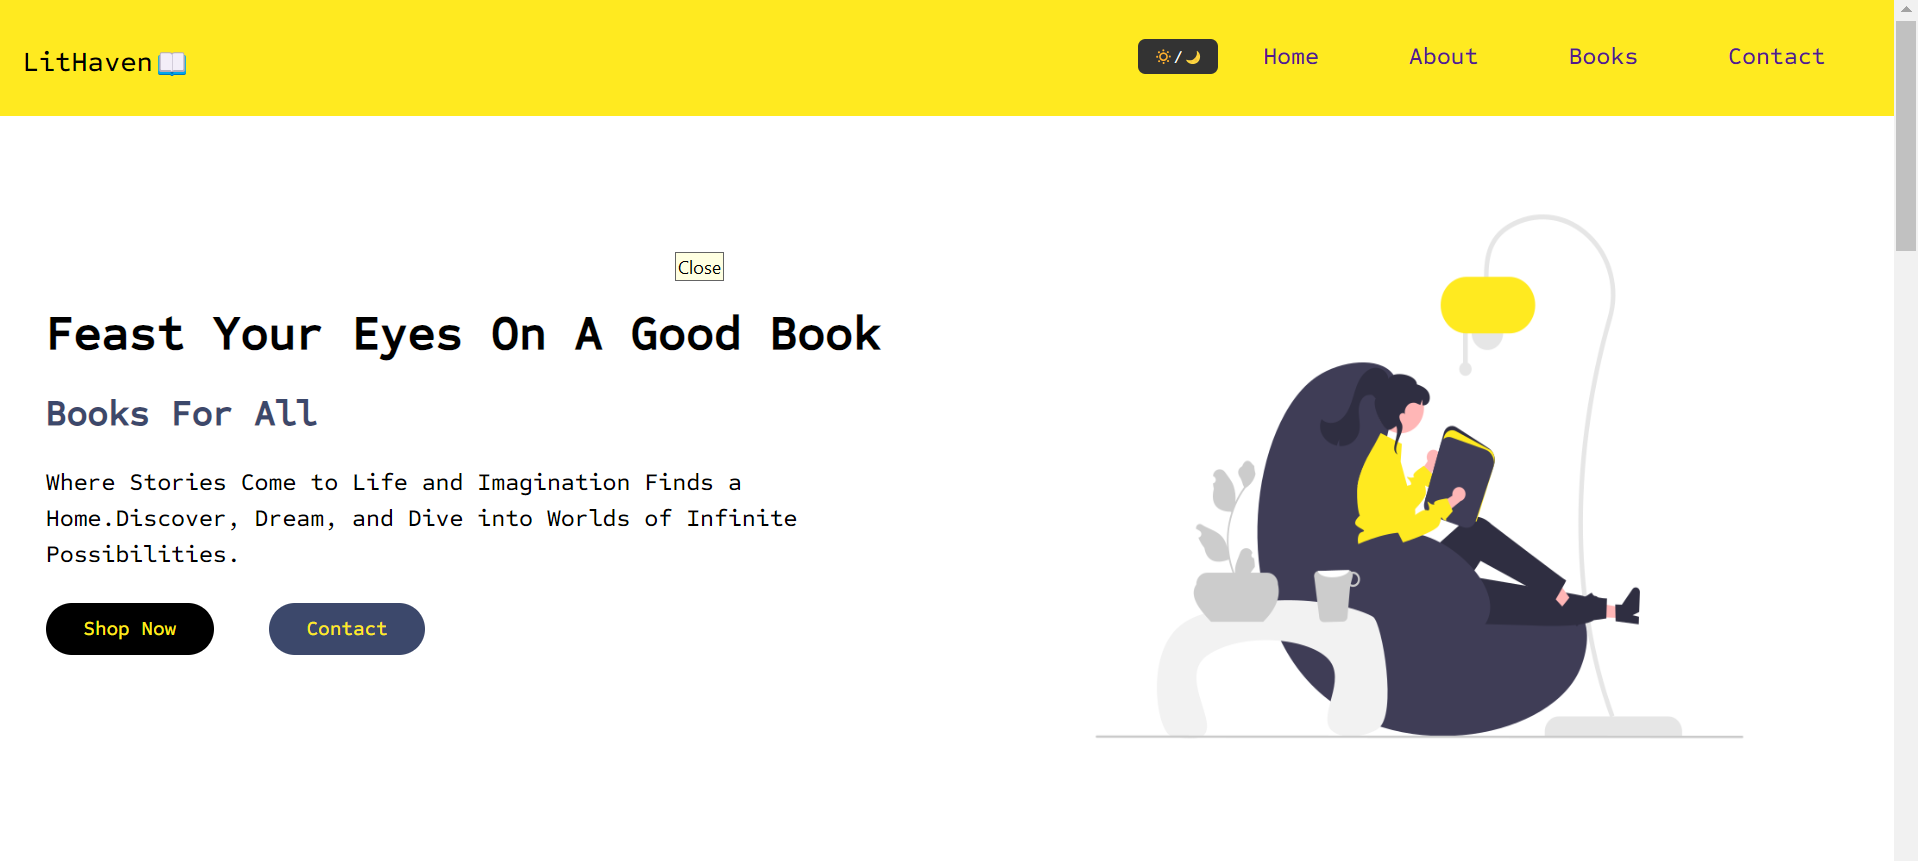 LitHaven📖
☀/🌙
Home
About
Books
Contact
Close
Feast Your Eyes On A Good Book
Books For All
Where Stories Come to Life and Imagination Finds a
Home.Discover, Dream, and Dive into Worlds of Infinite
Possibilities.
Shop Now
Contact